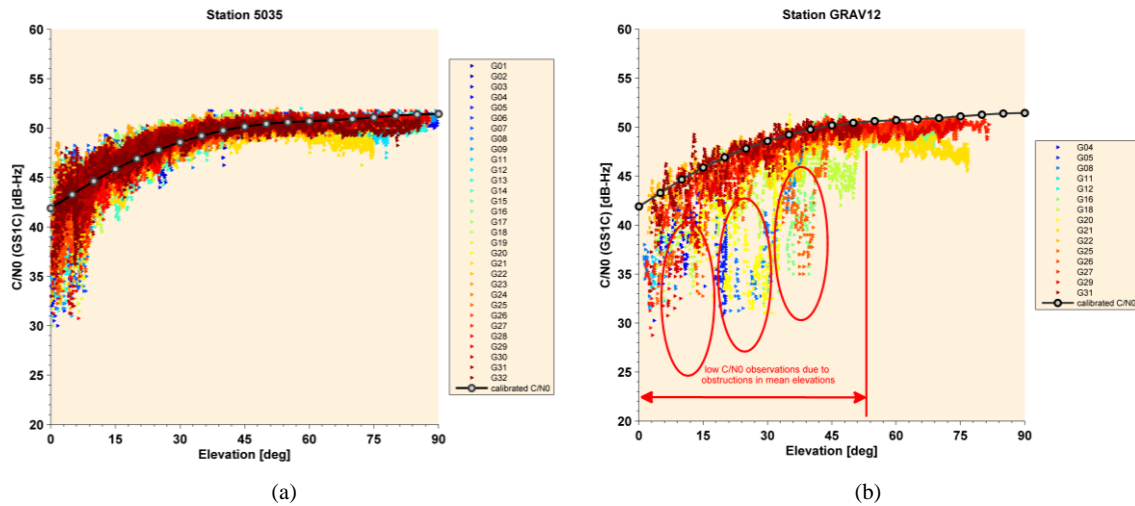 Station 5035
60
55
50
45
40
35
30
25
20
C/N0 (GS1C) [dB-Hz]
0 15 30 45 60 75 90
Elevation [deg]
G01
G02
G03
G04
G05
G06
G07
G08
G09
G11
G12
G13
G14
G15
G16
G17
G18
G19
G20
G21
G22
G23
G24
G25
G26
G27
G28
G29
G30
G31
G32
calibrated C/N0
(a)
Station GRAV12
60
55
50
45
40
35
30
25
20
C/N0 (GS1C) [dB-Hz]
low C/N0 observations due to
obstructions in mean elevations
0 15 30 45 60 75 90
Elevation [deg]
G04
G05
G08
G11
G12
G16
G18
G20
G21
G22
G25
G26
G27
G29
G31
calibrated C/N0
(b)